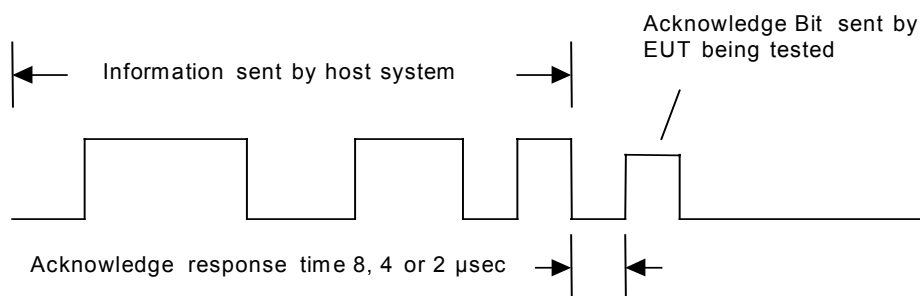 Acknowledge Bit sent by
EUT being tested
Information sent by host system
Acknowledge response time 8, 4 or 2 µsec